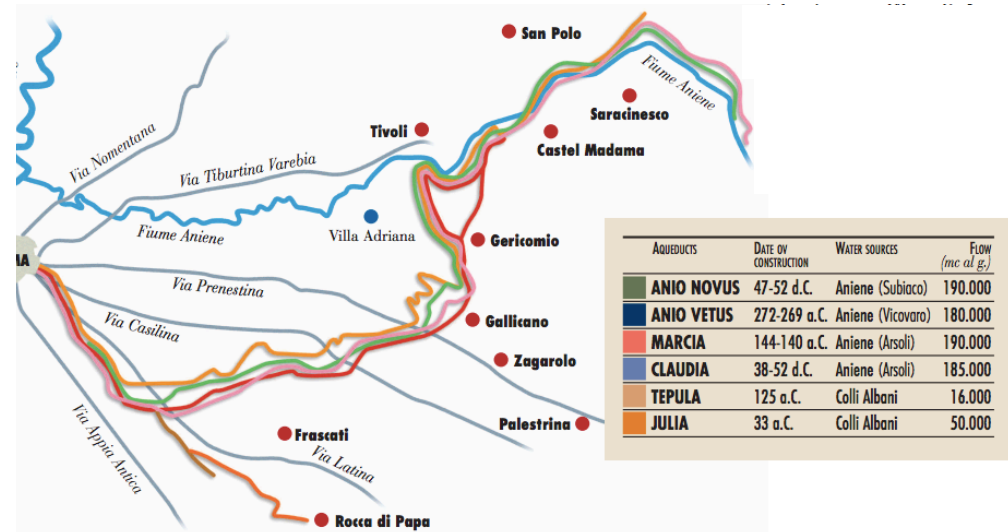 San Polo
Fiume Aniene
Saracinesco
Tivoli
Castel Madama
Via Nomentana
Via Tiburtina Varebia
Fiume Aniene
Villa Adriana
Gericomio
MA
Via Prenestina
Via Casilina
Gallicano
Zagarolo
Palestrina
Frascati
Via Latina
Via Appia Antica
Rocca di Papa
AQUEDUCTS DATE OV CONSTRUCTION WATER SOURCES FLOW (mc al g.)
ANIO NOVUS 47-52 d.C. Aniene (Subiaco) 190.000
ANIO VETUS 272-269 a.C. Aniene (Vicovaro) 180.000
MARCIA 144-140 a.C. Aniene (Arsoli) 190.000
CLAUDIA 38-52 d.C. Aniene (Arsoli) 185.000
TEPULA 125 a.C. Colli Albani 16.000
JULIA 33 a.C. Colli Albani 50.000